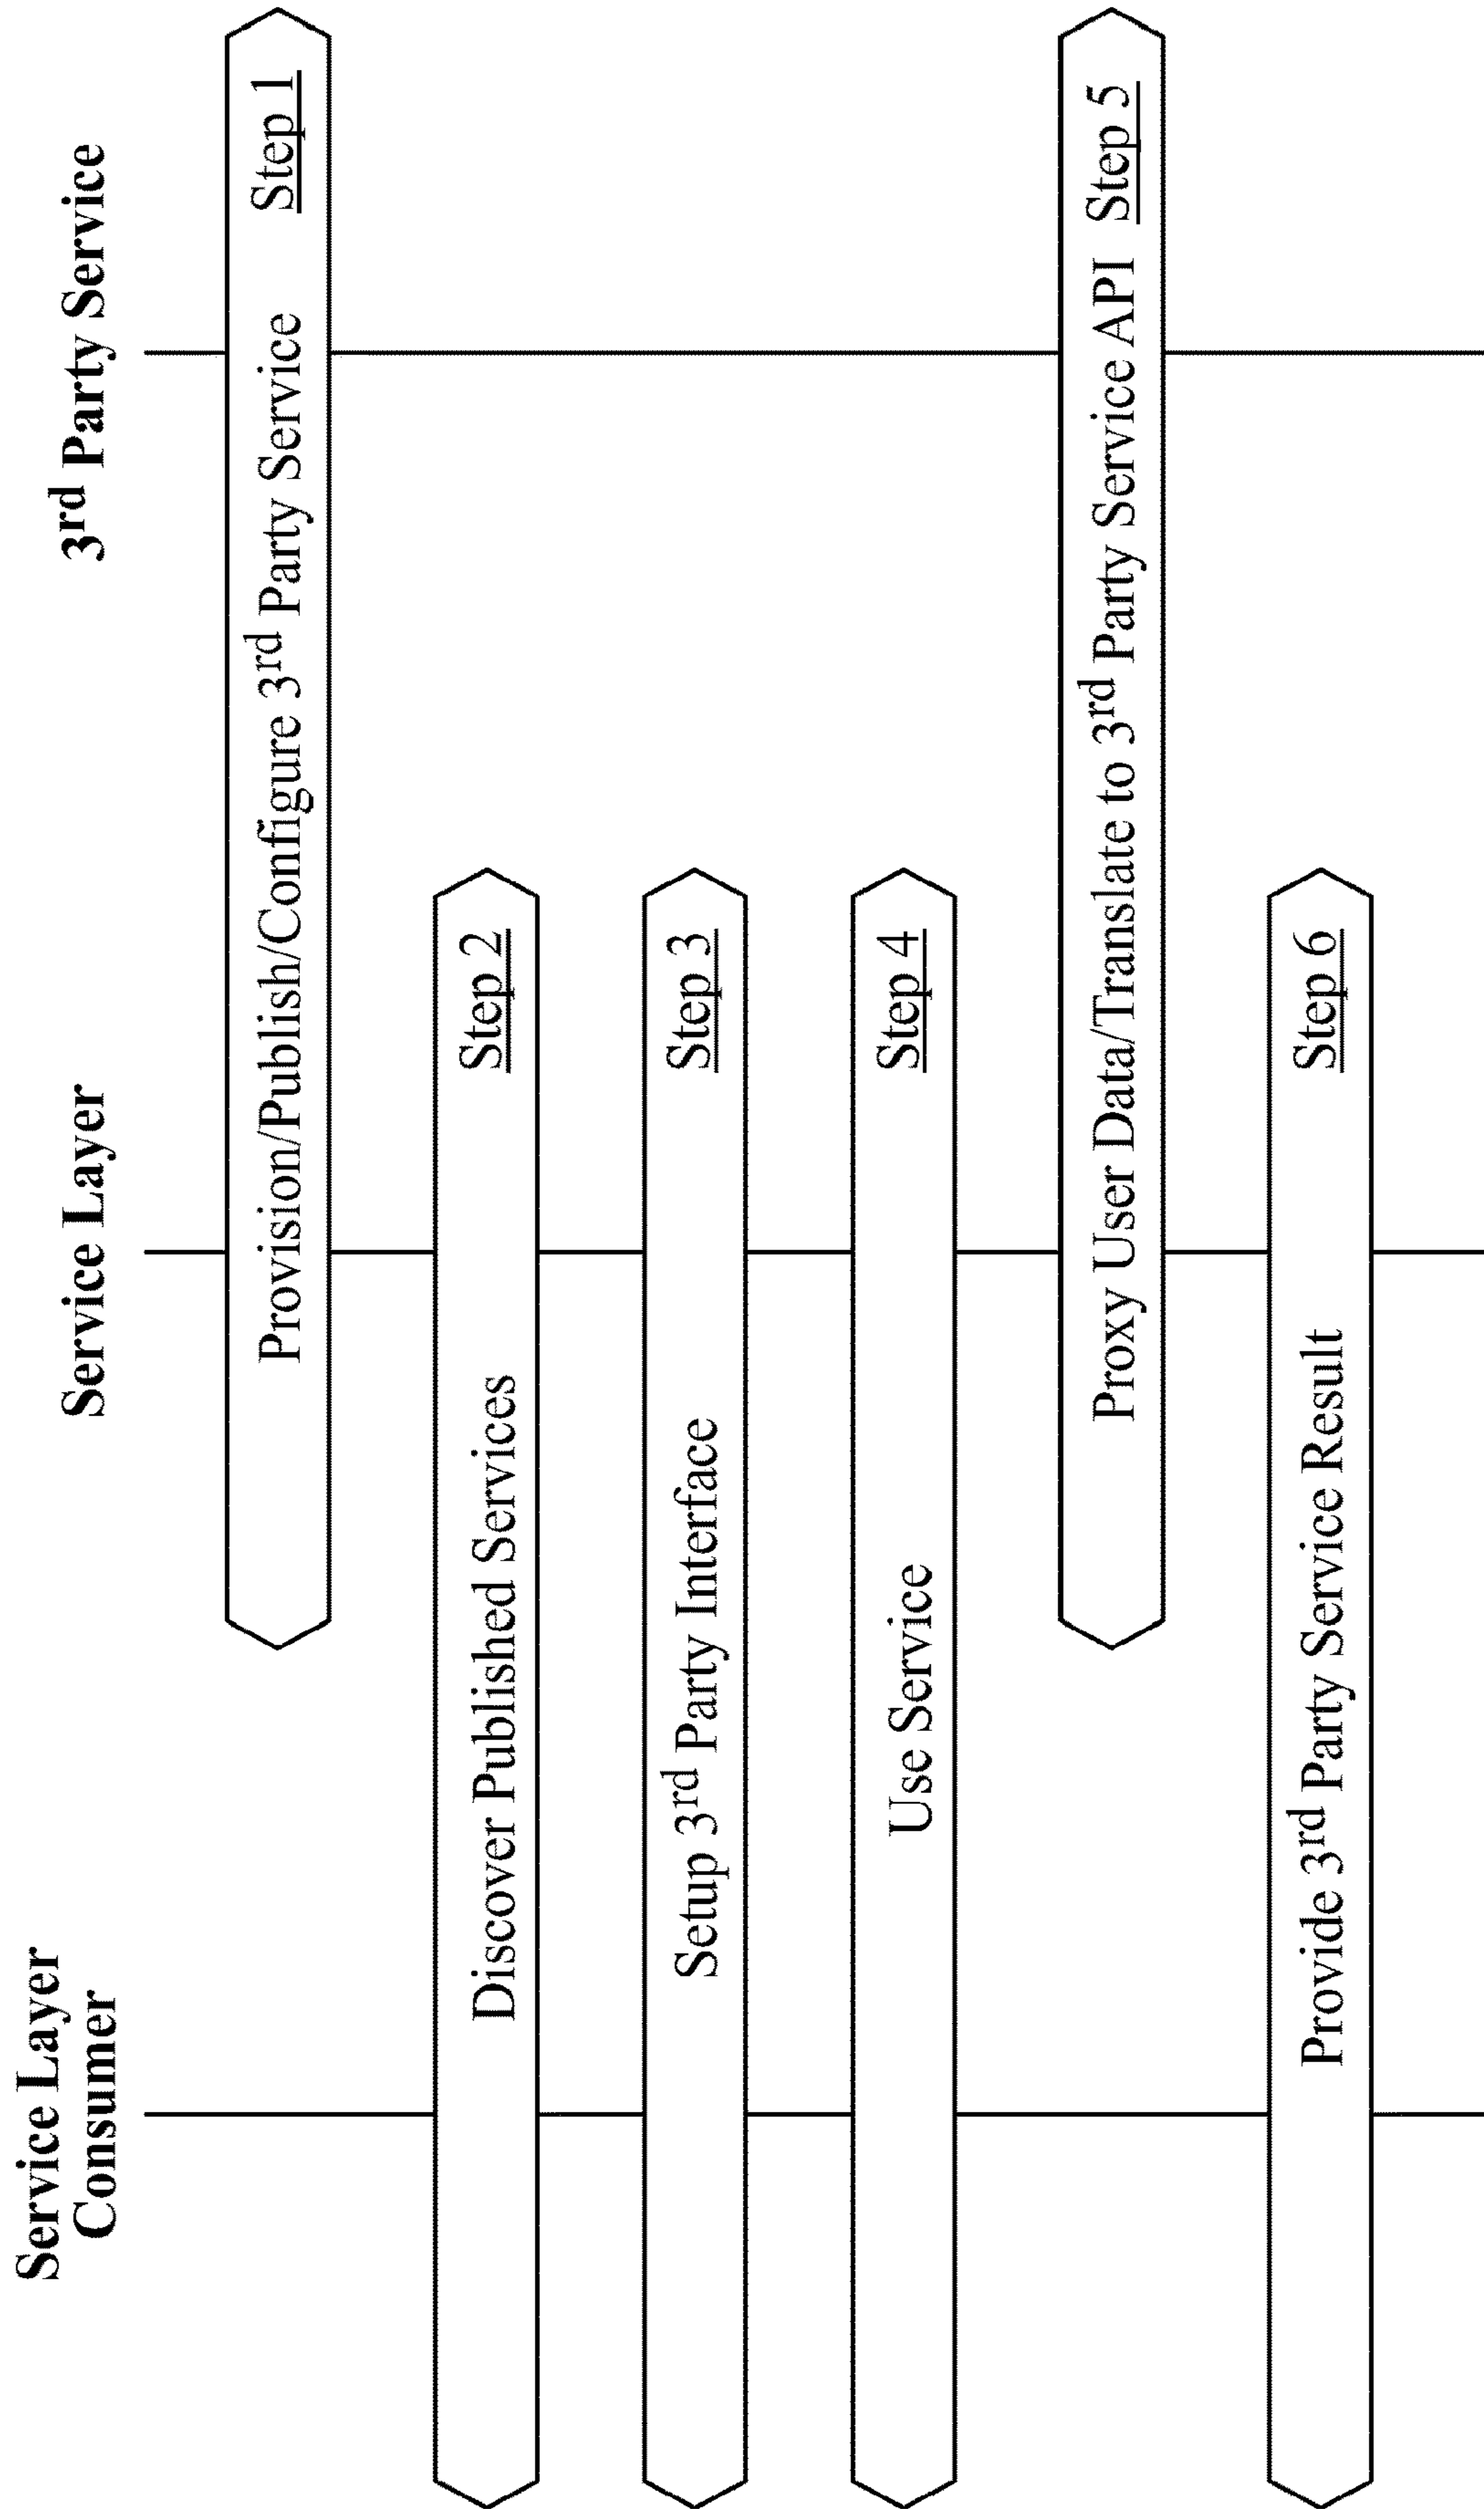 Service Layer
Consumer
Service Layer
3rd Party Service
Provision/Publish/Configure 3rd Party Service Step 1
Discover Published Services Step 2
Setup 3rd Party Interface Step 3
Use Service Step 4
Proxy User Data/Translate to 3rd Party Service API Step 5
Provide 3rd Party Service Result Step 6